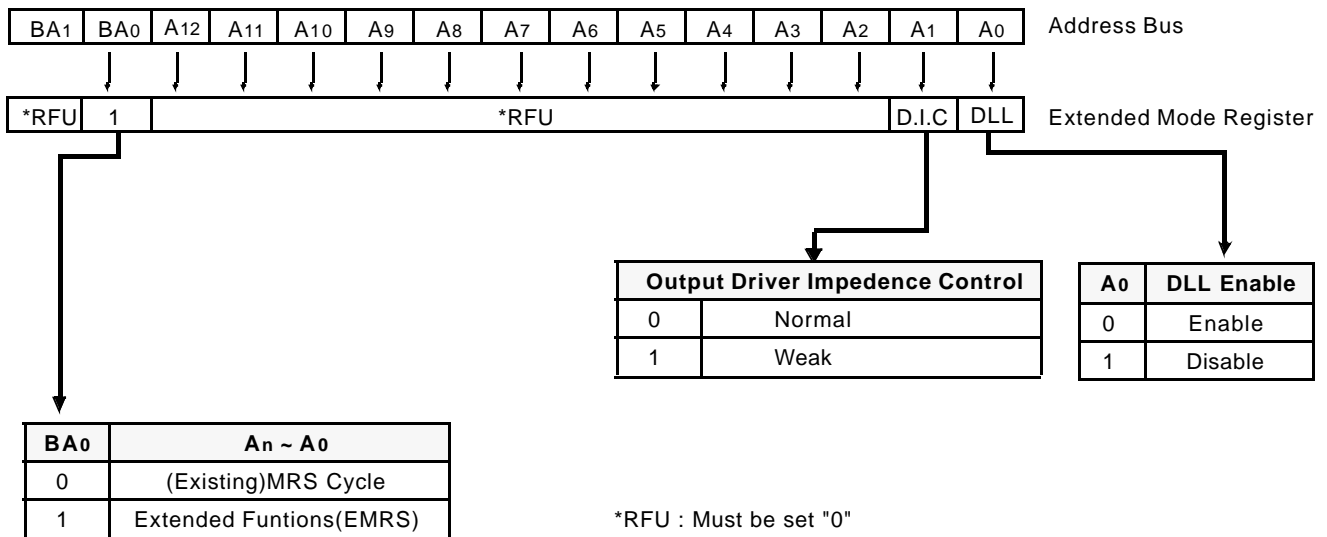 BA1 BA0 A12 A11 A10 A9 A8 A7 A6 A5 A4 A3 A2 A1 A0 Address Bus
*RFU 1 *RFU D.I.C DLL Extended Mode Register
Output Driver Impedence Control
0 Normal
1 Weak
A0 DLL Enable
0 Enable
1 Disable
BA0 An ~ A0
0 (Existing)MRS Cycle
1 Extended Funtions(EMRS)
*RFU : Must be set "0"